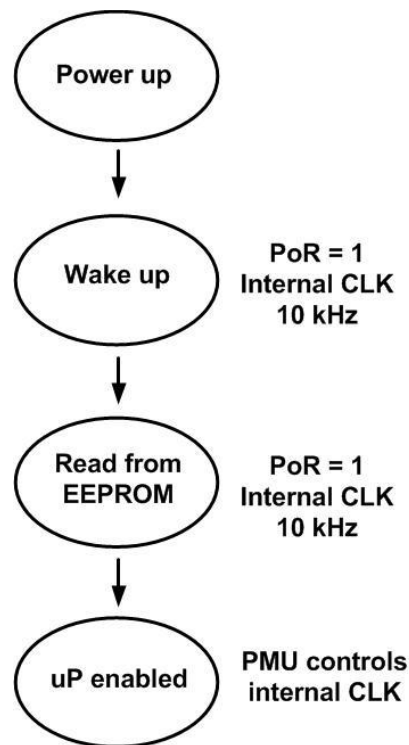 Power up
Wake up
PoR = 1
Internal CLK
10 kHz
Read from
EEPROM
PoR = 1
Internal CLK
10 kHz
uP enabled
PMU controls
internal CLK